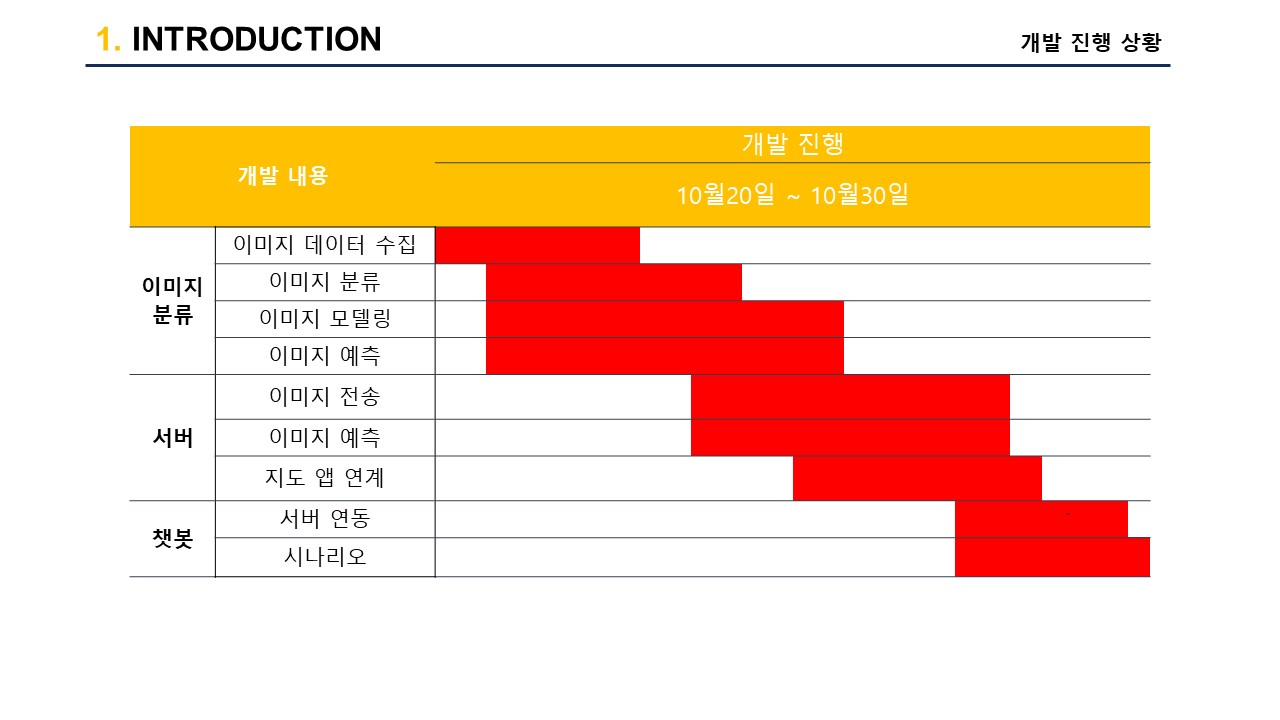 1. INTRODUCTION
개발 진행 상황
개발 내용
개발 진행
10월20일 ~ 10월30일
이미지
분류
이미지 데이터 수집
이미지 분류
이미지 모델링
이미지 예측
서버
이미지 전송
이미지 예측
지도 앱 연계
챗봇
서버 연동
시나리오